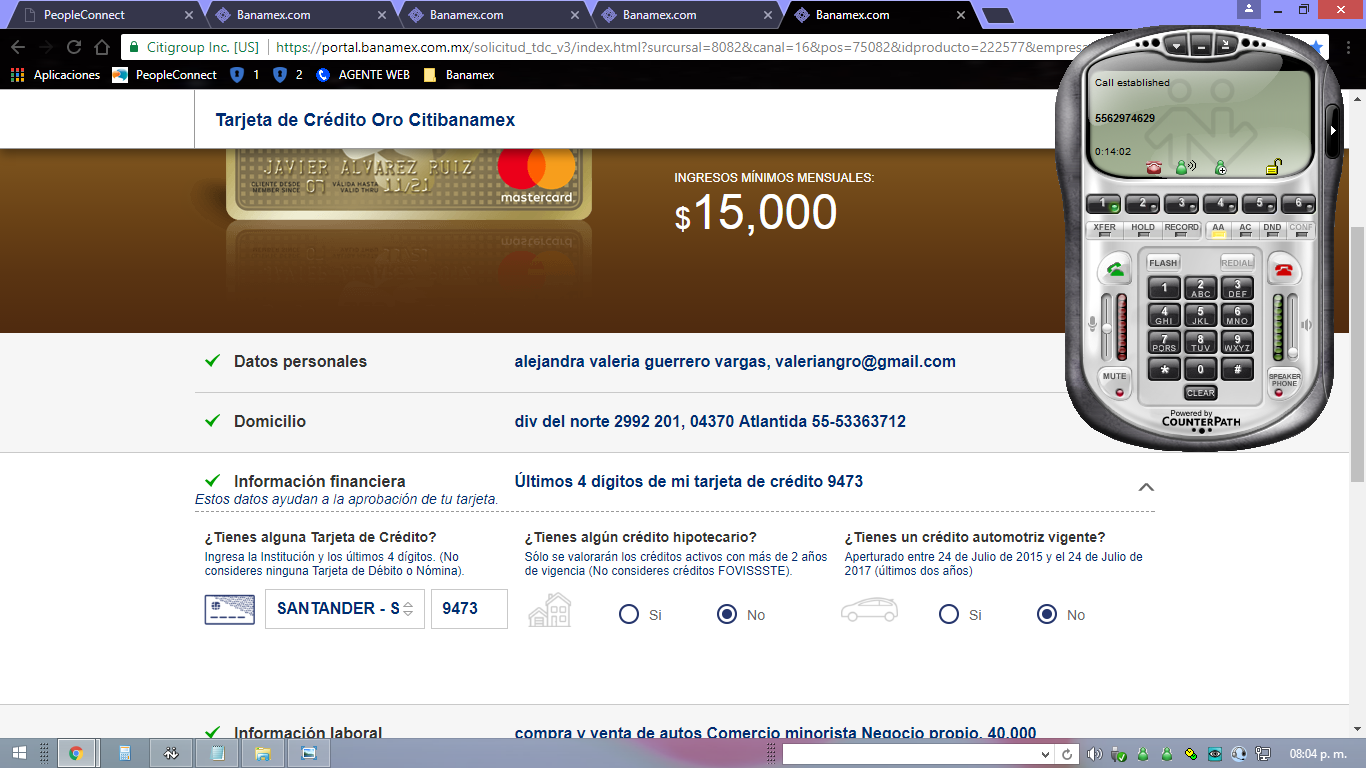 PeopleConnect
Banamex.com
Banamex.com
Banamex.com
Banamex.com
Citigroup Inc. [US]
https://portal.banamex.com.mx/solicitud_tdc_v3/index.html?surcursal=8082&canal=16&pos=75082&idproducto=222577&empresa
Aplicaciones
PeopleConnect
1
2
AGENTE WEB
Banamex
Tarjeta de Crédito Oro Citibanamex
JAVIER ALVAREZ RUIZ
CLIENTE DESDE
MEMBER SINCE
07
VÁLIDA HASTA
VALID THRU
11/21
mastercard
INGRESOS MÍNIMOS MENSUALES:
$15,000
Datos personales
alejandra valeria guerrero vargas, valeriangro@gmail.com
Domicilio
div del norte 2992 201, 04370 Atlantida 55-53363712
Información financiera
Últimos 4 dígitos de mi tarjeta de crédito 9473
Estos datos ayudan a la aprobación de tu tarjeta.
¿Tienes alguna Tarjeta de Crédito?
Ingresa la Institución y los últimos 4 dígitos. (No
consideres ninguna Tarjeta de Débito o Nómina).
SANTANDER - S
9473
¿Tienes algún crédito hipotecario?
Sólo se valorarán los créditos activos con más de 2 años
de vigencia (No consideres créditos FOVISSSTE).
Si
No
¿Tienes un crédito automotriz vigente?
Aperturado entre 24 de Julio de 2015 y el 24 de Julio de
2017 (últimos dos años)
Si
No
Información laboral
compra y venta de autos Comercio minorista Negocio propio, 40,000
Call established
5562974629
0:14:02
1
2
3
4
5
6
XFER
HOLD
RECORD
AA
AC
DND
CONF
FLASH
REDIAL
1
2 ABC
3 DEF
4 GHI
5 JKL
6 MNO
7 PQRS
8 TUV
9 WXYZ
*
0
#
MUTE
CLEAR
SPEAKER
PHONE
Powered by
COUNTERPATH
08:04 p. m.